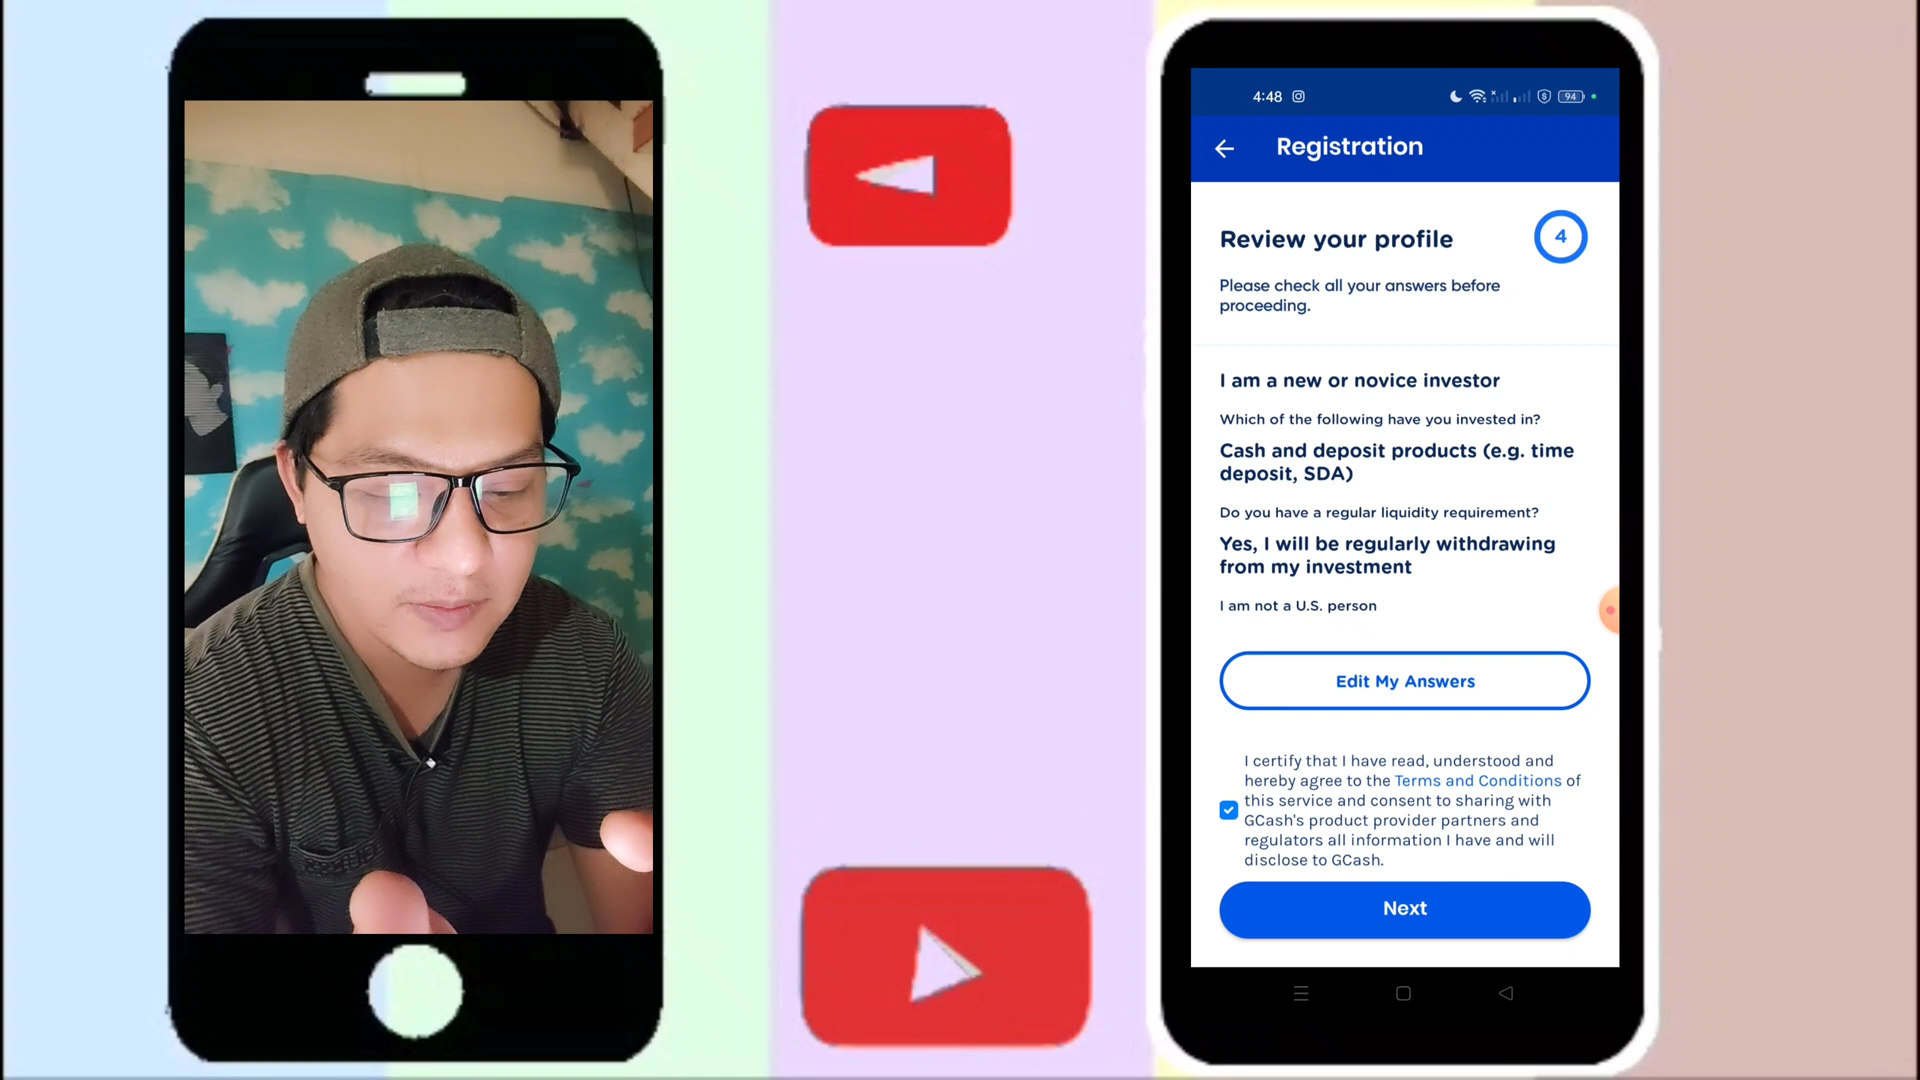 4:48
94
Registration
Review your profile
4
Please check all your answers before
proceeding.
I am a new or novice investor
Which of the following have you invested in?
Cash and deposit products (e.g. time
deposit, SDA)
Do you have a regular liquidity requirement?
Yes, I will be regularly withdrawing
from my investment
I am not a U.S. person
Edit My Answers
I certify that I have read, understood and
hereby agree to the Terms and Conditions of
this service and consent to sharing with
GCash's product provider partners and
regulators all information I have and will
disclose to GCash.
Next